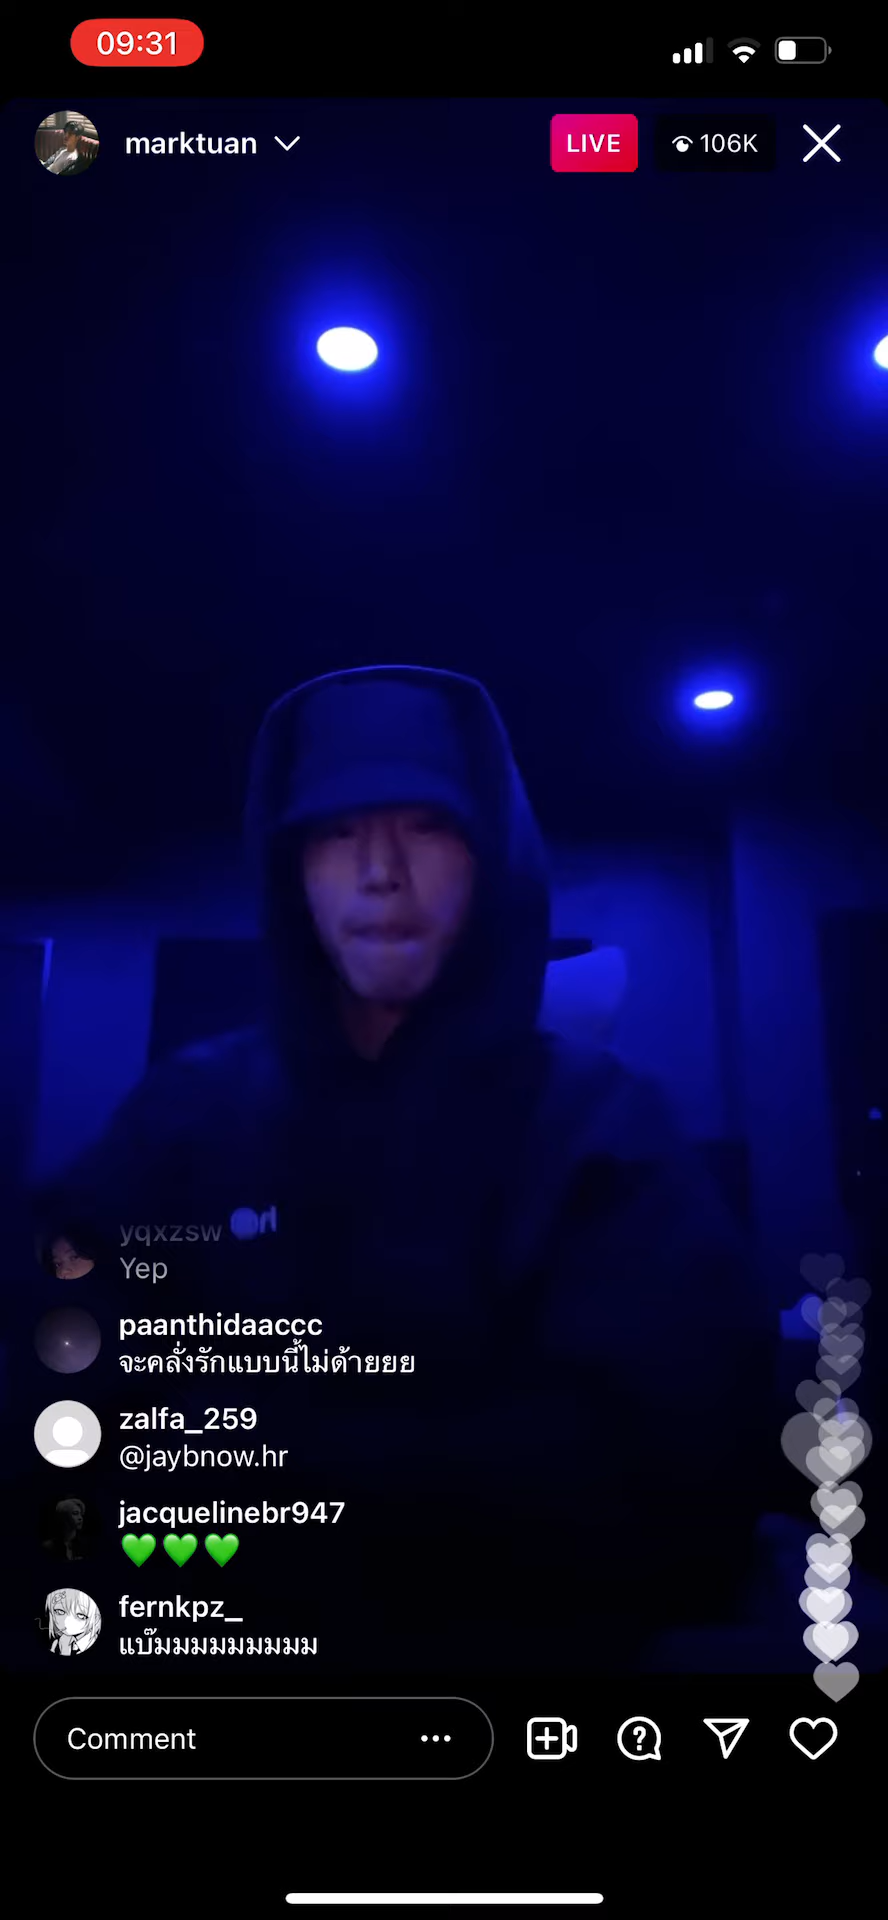 09:31
marktuan
LIVE
106K
yqxzsw
Yep
paanthidaaccc
จะคลั่งรักแบบนี้ไม่ด้ายยย
zalfa_259
@jaybnow.hr
jacquelinebr947
💚💚💚
fernkpz_
แบ๊มมมมมมมมม
Comment